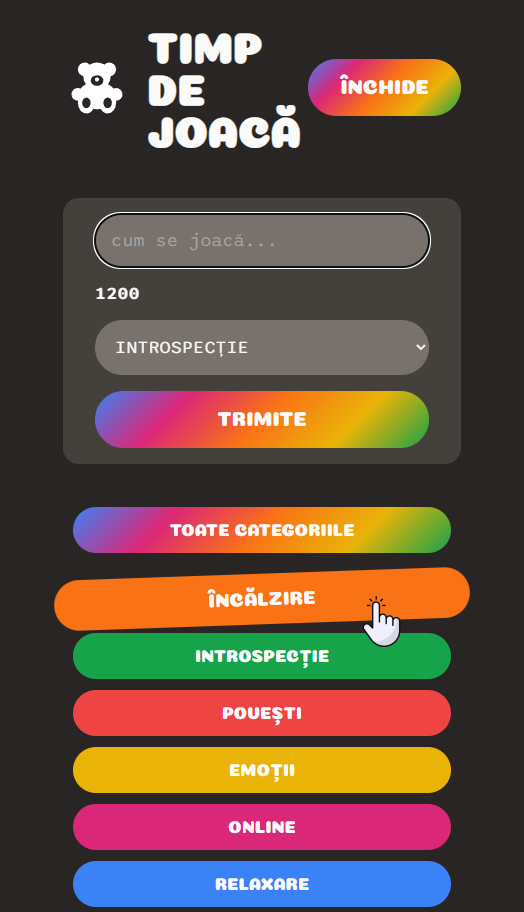 TIMP
DE
JOACĂ
ÎNCHIDE
cum se joacă...
1200
INTROSPECȚIE
TRIMITE
TOATE CATEGORIILE
ÎNCĂLZIRE
INTROSPECȚIE
POVEȘTI
EMOȚII
ONLINE
RELAXARE